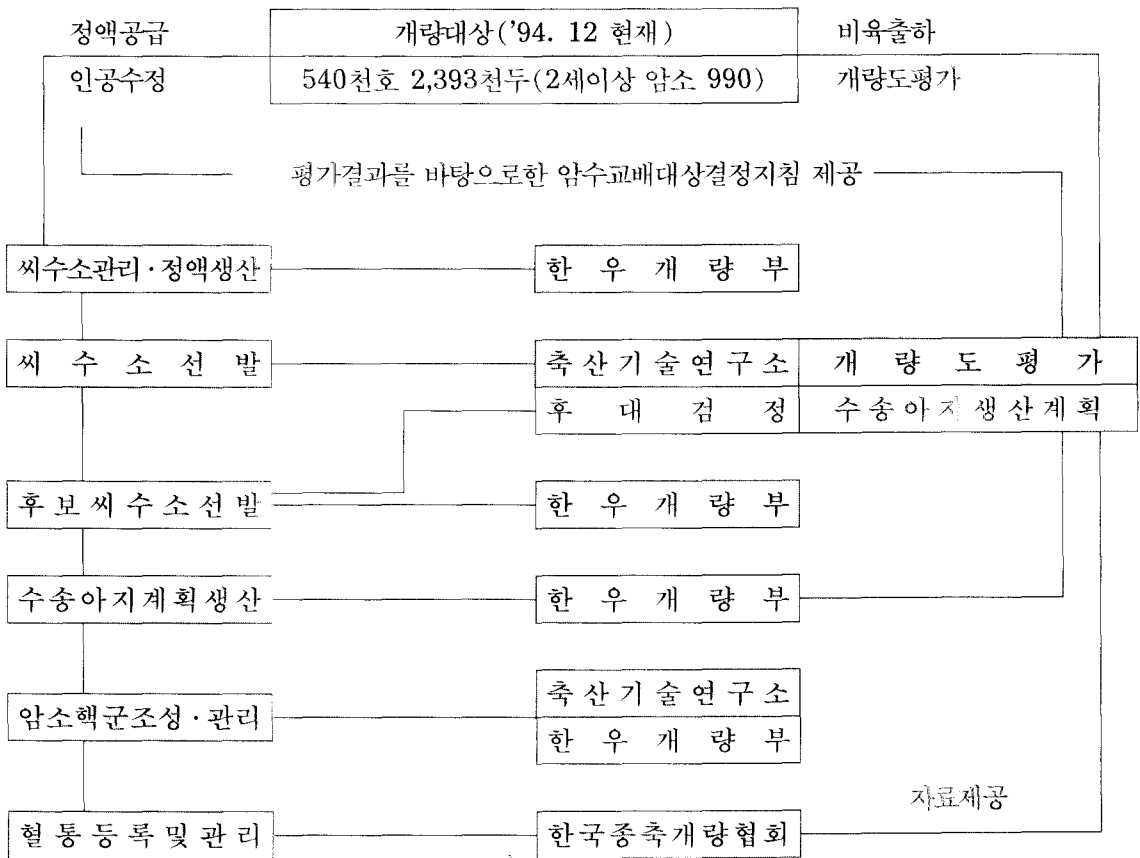 정액공급 개량대상('94. 12 현재) 비육출하
인공수정 540천호 2,393천두(2세이상 암소 990) 개량도평가
평가결과를 바탕으로한 암수교배대상결정지침 제공
씨수소관리·정액생산 한우개량부
씨수소선발 축산기술연구소 개량도평가
후대검정 수송아지생산계획
후보씨수소선발 한우개량부
수송아지계획생산 한우개량부
축산기술연구소
암소핵군조성·관리
한우개량부
자료제공
혈통등록및관리 한국종축개량협회